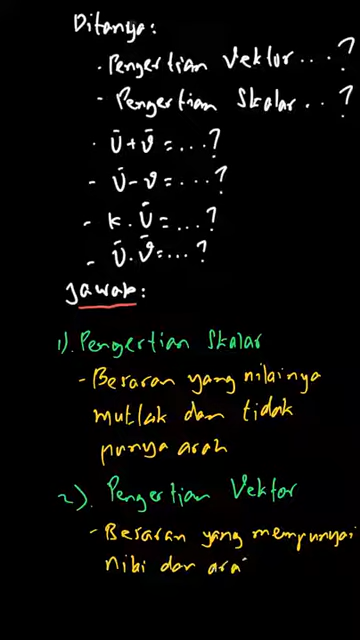 Ditanya:
• Pengertian Vektor ... ?
• Pengertian Skalar .. ?
• Ū + v̄ = ... ?
- Ū - v = ... ?
- k . Ū = ... ?
- Ū . v̄ = ... ?
Jawab:
1). Pengertian Skalar
- Besaran yang nilainya
mutlak dan tidak
punya arah
2). Pengertian Vektor
- Besaran yang mempunyai
nilai dan ara